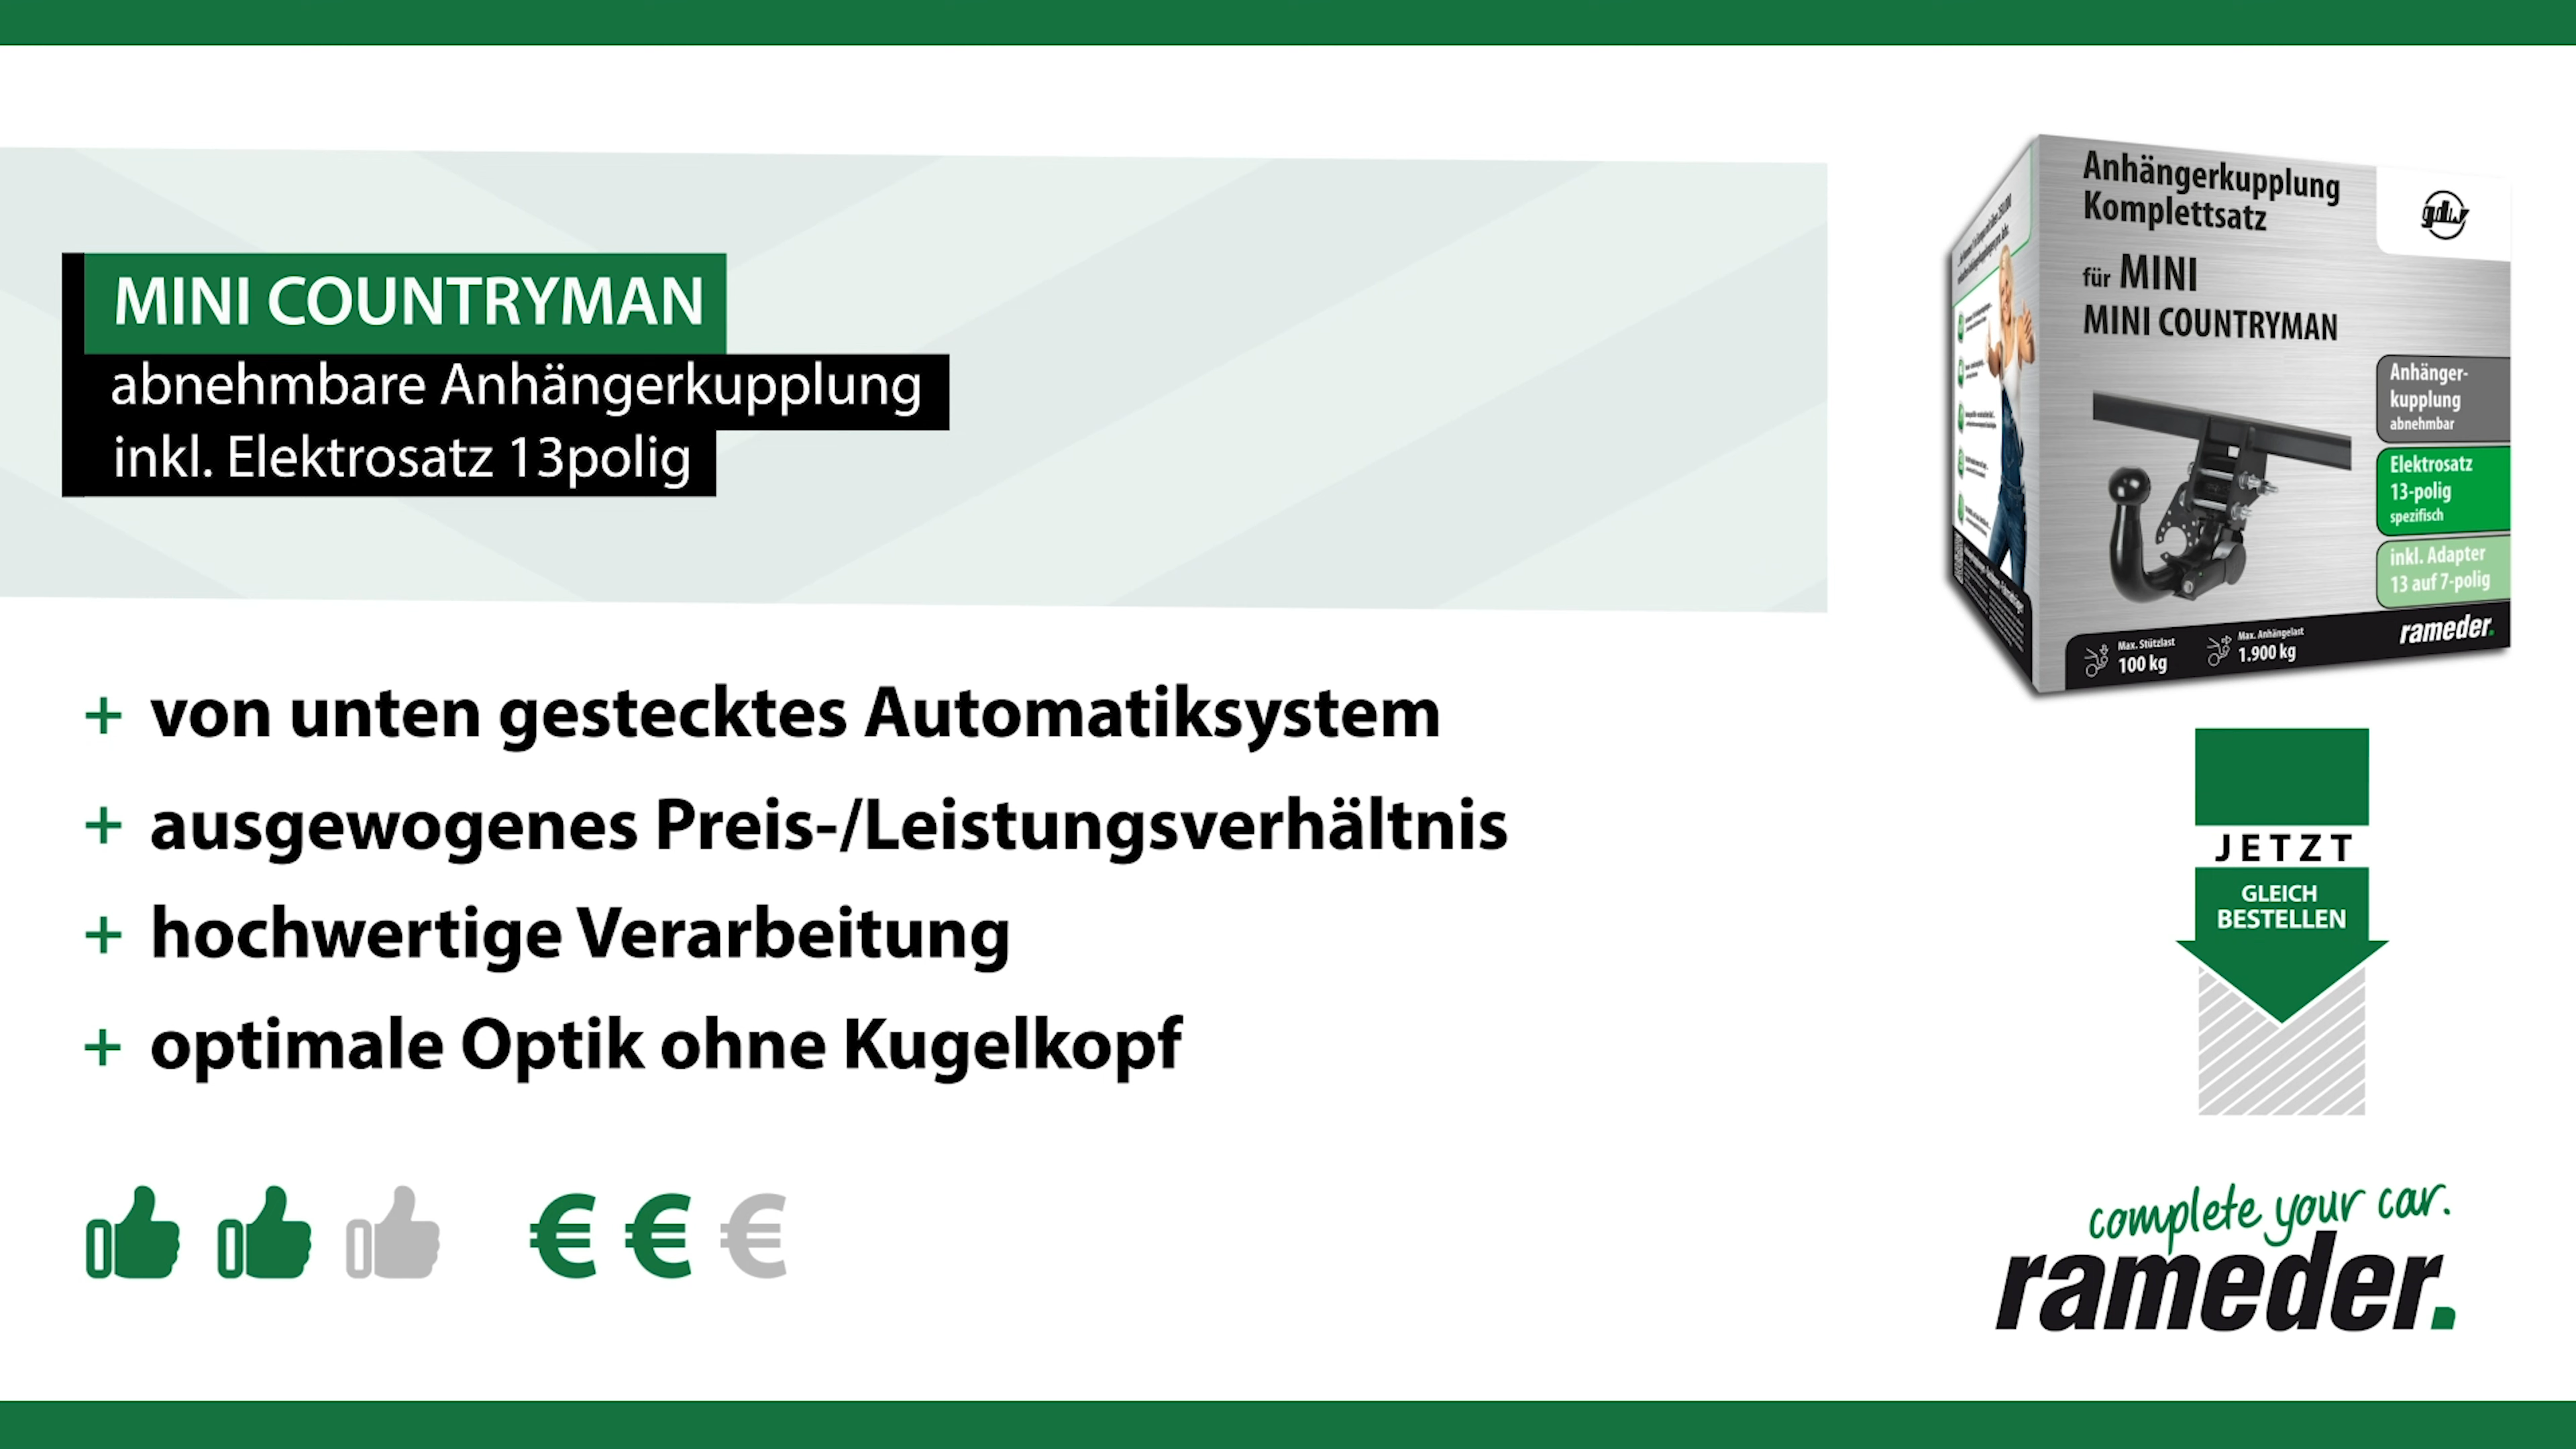 MINI COUNTRYMAN
abnehmbare Anhängerkupplung
inkl. Elektrosatz 13polig
+ von unten gestecktes Automatiksystem
+ ausgewogenes Preis-/Leistungsverhältnis
+ hochwertige Verarbeitung
+ optimale Optik ohne Kugelkopf
€ € €
Anhängerkupplung
Komplettsatz
für MINI
MINI COUNTRYMAN
gdw
Anhänger-
kupplung
abnehmbar
Elektrosatz
13-polig
spezifisch
inkl. Adapter
13 auf 7-polig
Max. Stützlast
100 kg
Max. Anhängelast
1.900 kg
rameder.
JETZT
GLEICH
BESTELLEN
complete your car.
rameder.